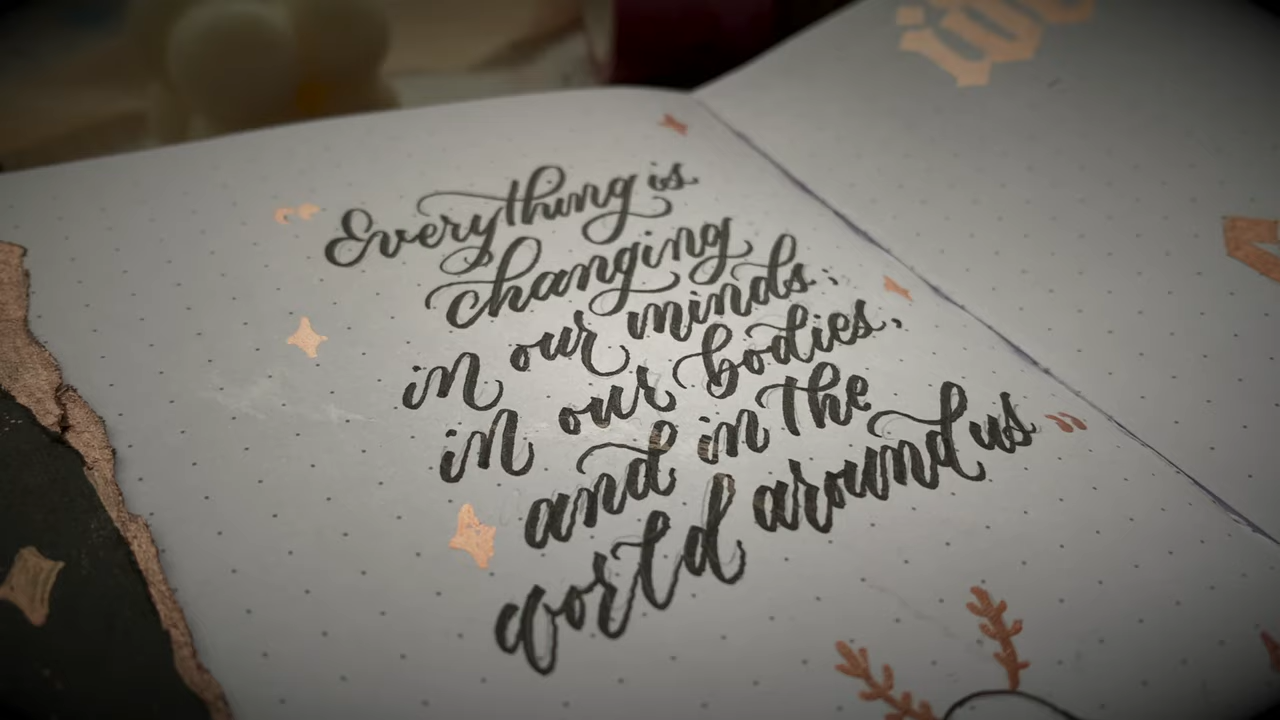 “Everything is
changing
in our minds,
in our bodies,
and in the
world around us”